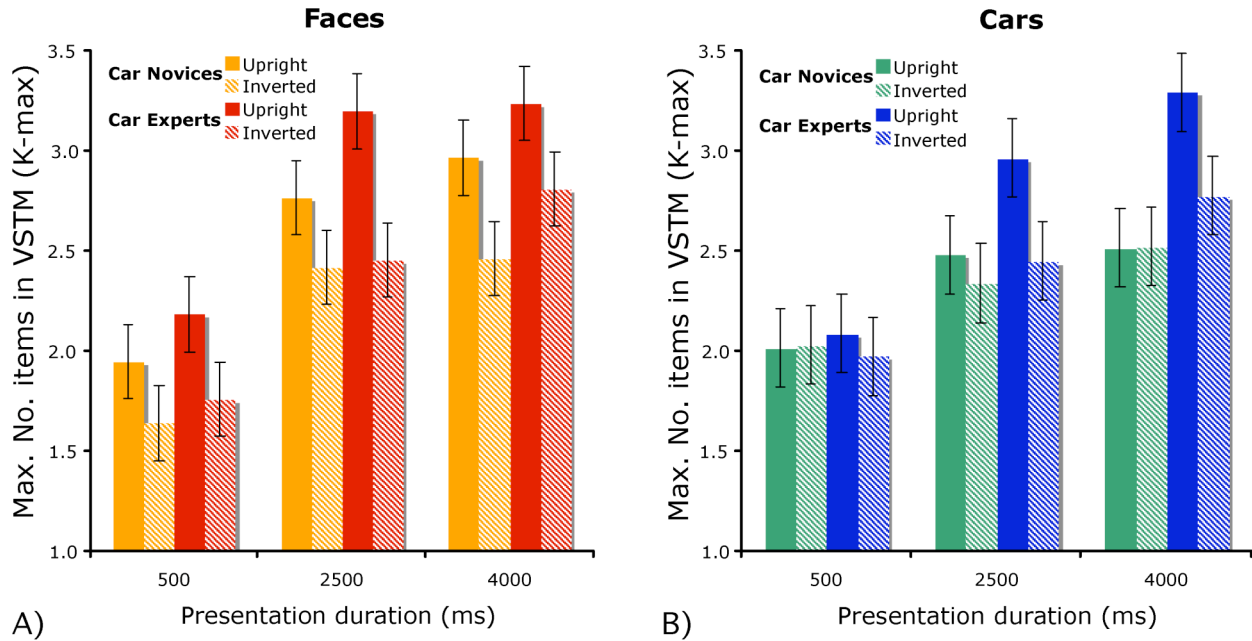 Faces
Max. No. items in VSTM (K-max)
3.5
3.0
2.5
2.0
1.5
1.0
Car Novices Upright
Inverted
Car Experts Upright
Inverted
500 2500 4000
Presentation duration (ms)
A)
Cars
Max. No. items in VSTM (K-max)
3.5
3.0
2.5
2.0
1.5
1.0
Car Novices Upright
Inverted
Car Experts Upright
Inverted
500 2500 4000
Presentation duration (ms)
B)